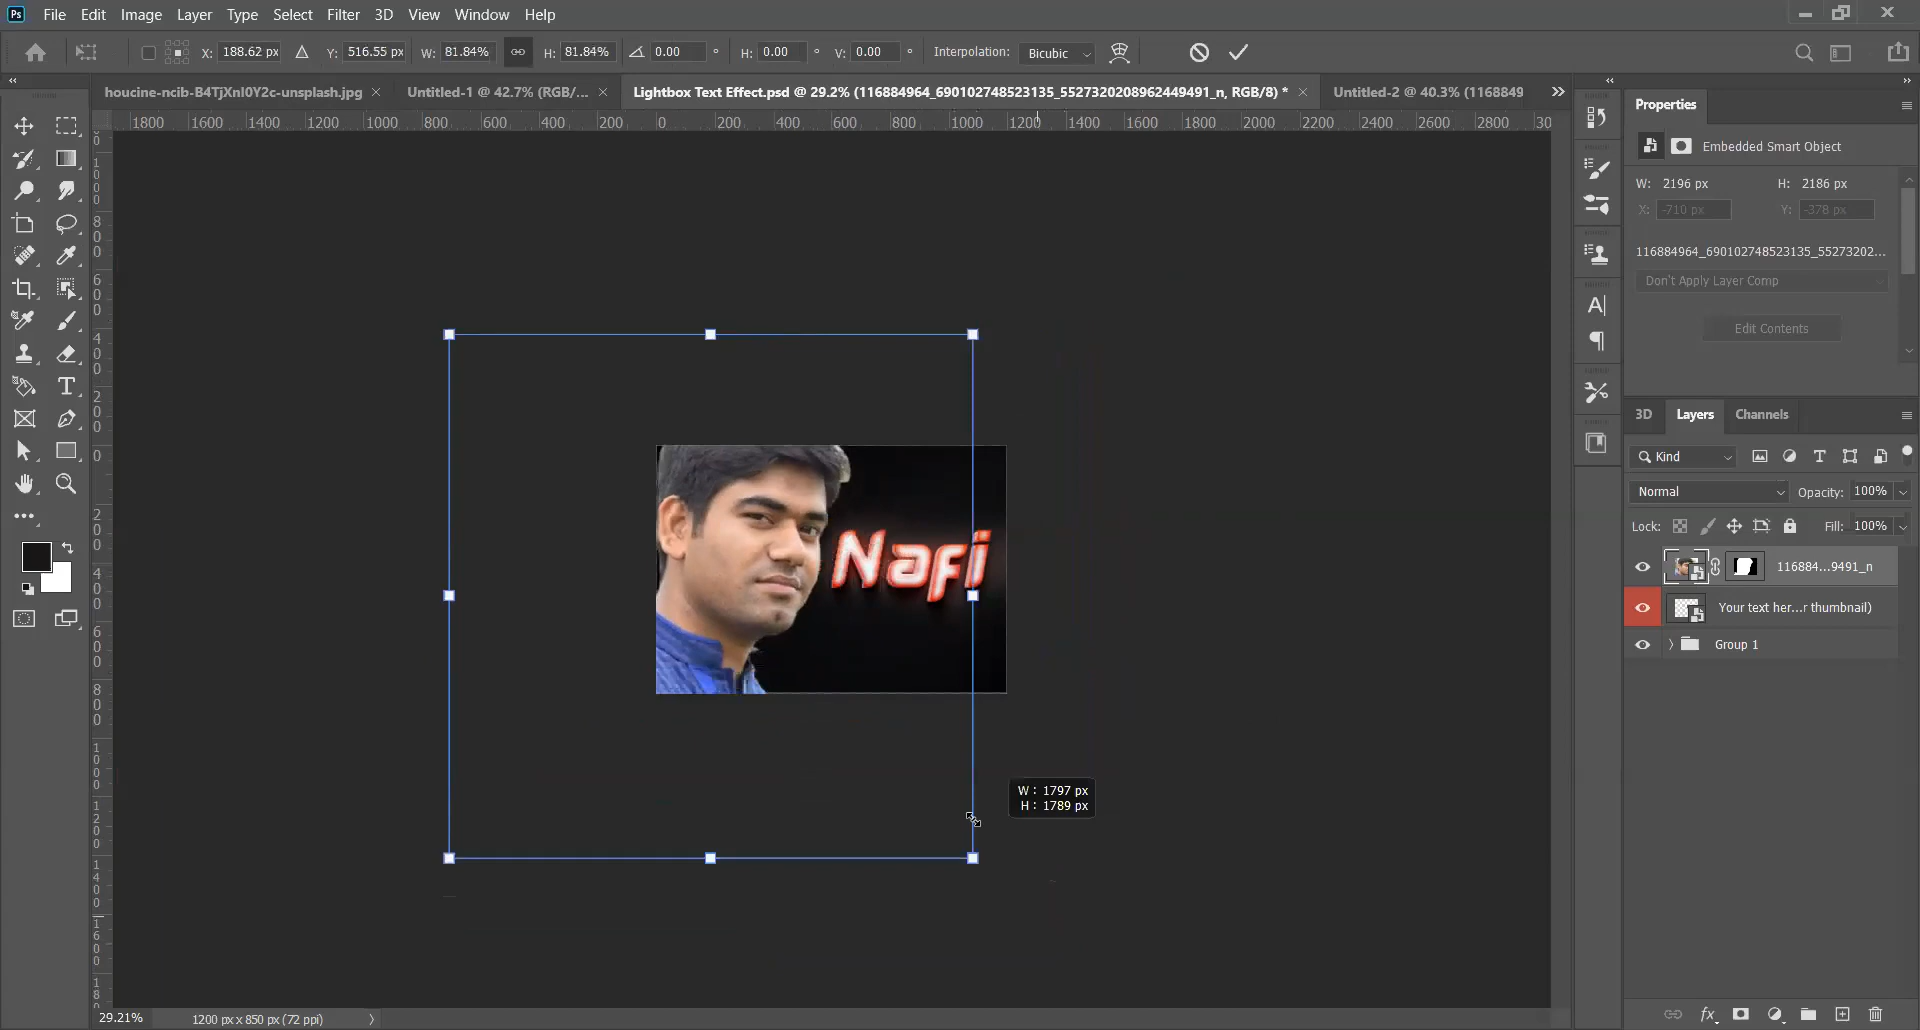 Ps File Edit Image Layer Type Select Filter 3D View Window Help
X: 188.62 px Y: 516.55 px W: 81.84% H: 81.84% 0.00 ° H: 0.00 ° V: 0.00 ° Interpolation: Bicubic
houcine-ncib-B4TjXnI0Y2c-unsplash.jpg Untitled-1 @ 42.7% (RGB/... Lightbox Text Effect.psd @ 29.2% (116884964_690102748523135_5527320208962449491_n, RGB/8) * Untitled-2 @ 40.3% (1168849
1800 1600 1400 1200 1000 800 600 400 200 0 200 400 600 800 1000 1200 1400 1600 1800 2000 2200 2400 2600 2800 30
Properties
Embedded Smart Object
W: 2196 px H: 2186 px
X: -710 px Y: -378 px
116884964_690102748523135_55273202...
Don't Apply Layer Comp
Edit Contents
Nafi
W: 1797 px
H: 1789 px
3D Layers Channels
Kind
Normal Opacity: 100%
Lock: Fill: 100%
116884...9491_n
Your text her...r thumbnail)
Group 1
fx
29.21% 1200 px x 850 px (72 ppi)